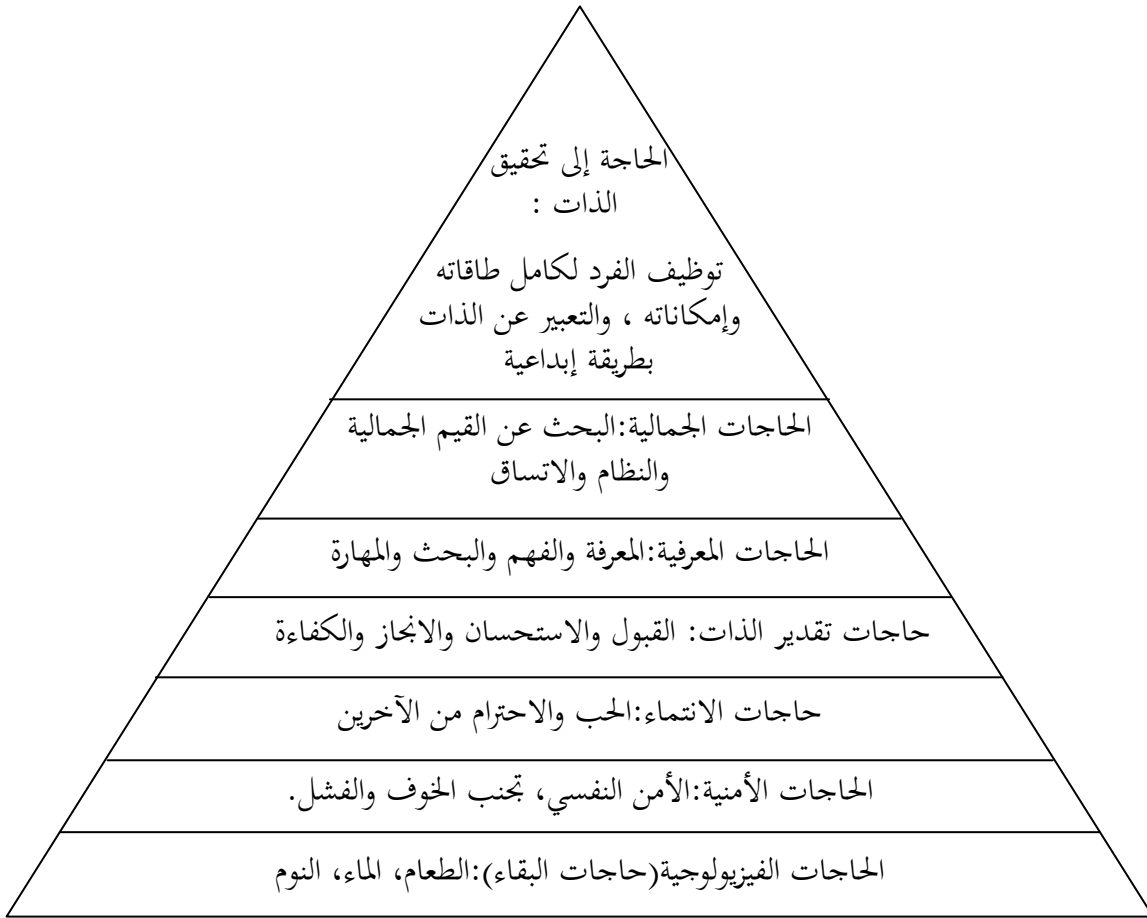 الحاجة إلى تحقيق
الذات :
توظيف الفرد لكامل طاقاته
وإمكاناته ، والتعبير عن الذات
بطريقة إبداعية
الحاجات الجمالية:البحث عن القيم الجمالية
والنظام والاتساق
الحاجات المعرفية:المعرفة والفهم والبحث والمهارة
حاجات تقدير الذات: القبول والاستحسان والانجاز والكفاءة
حاجات الانتماء:الحب والاحترام من الآخرين
الحاجات الأمنية:الأمن النفسي، تجنب الخوف والفشل.
الحاجات الفيزيولوجية(حاجات البقاء):الطعام، الماء، النوم